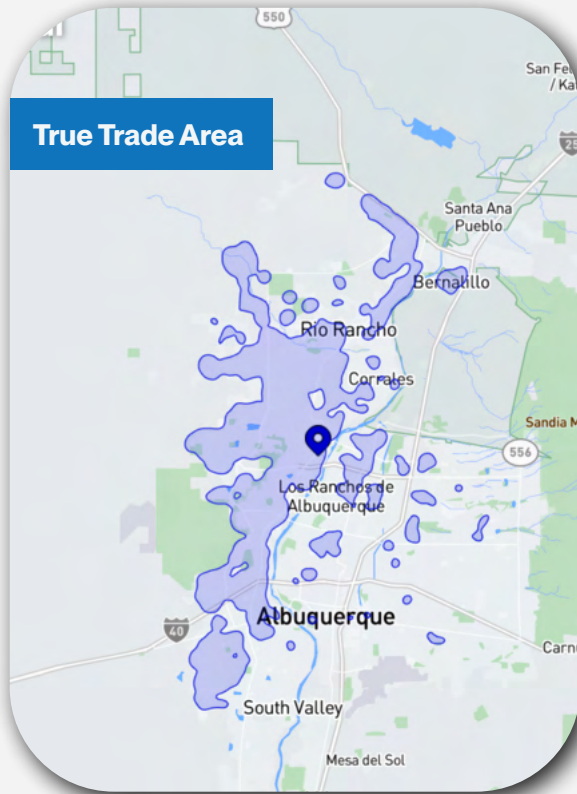 550
San Fe
/ Ka
True Trade Area
25
Santa Ana
Pueblo
Bernalillo
Rio Rancho
Corrales
Sandia M
556
Los Ranchos de
Albuquerque
Albuquerque
40
Carnu
South Valley
Mesa del Sol